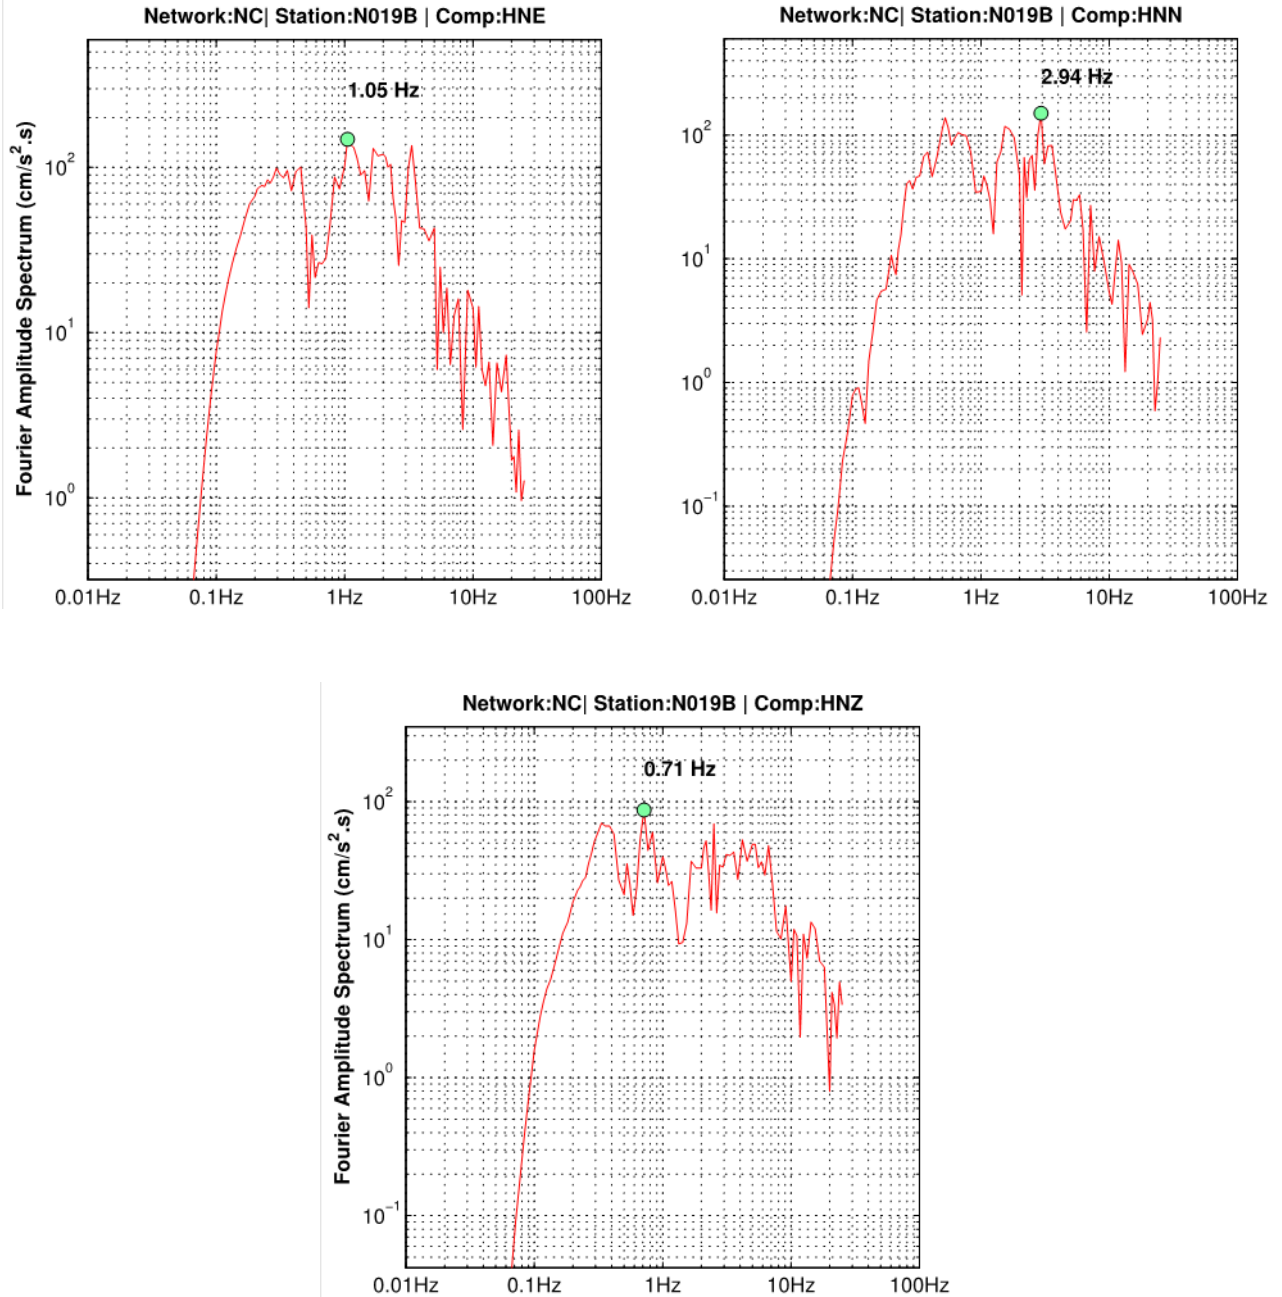 Network:NC| Station:N019B | Comp:HNE
1.05 Hz
Fourier Amplitude Spectrum (cm/s².s)
10²
10¹
10⁰
0.01Hz 0.1Hz 1Hz 10Hz 100Hz
Network:NC| Station:N019B | Comp:HNN
2.94 Hz
10²
10¹
10⁰
10⁻¹
0.01Hz 0.1Hz 1Hz 10Hz 100Hz
Network:NC| Station:N019B | Comp:HNZ
0.71 Hz
Fourier Amplitude Spectrum (cm/s².s)
10²
10¹
10⁰
10⁻¹
0.01Hz 0.1Hz 1Hz 10Hz 100Hz